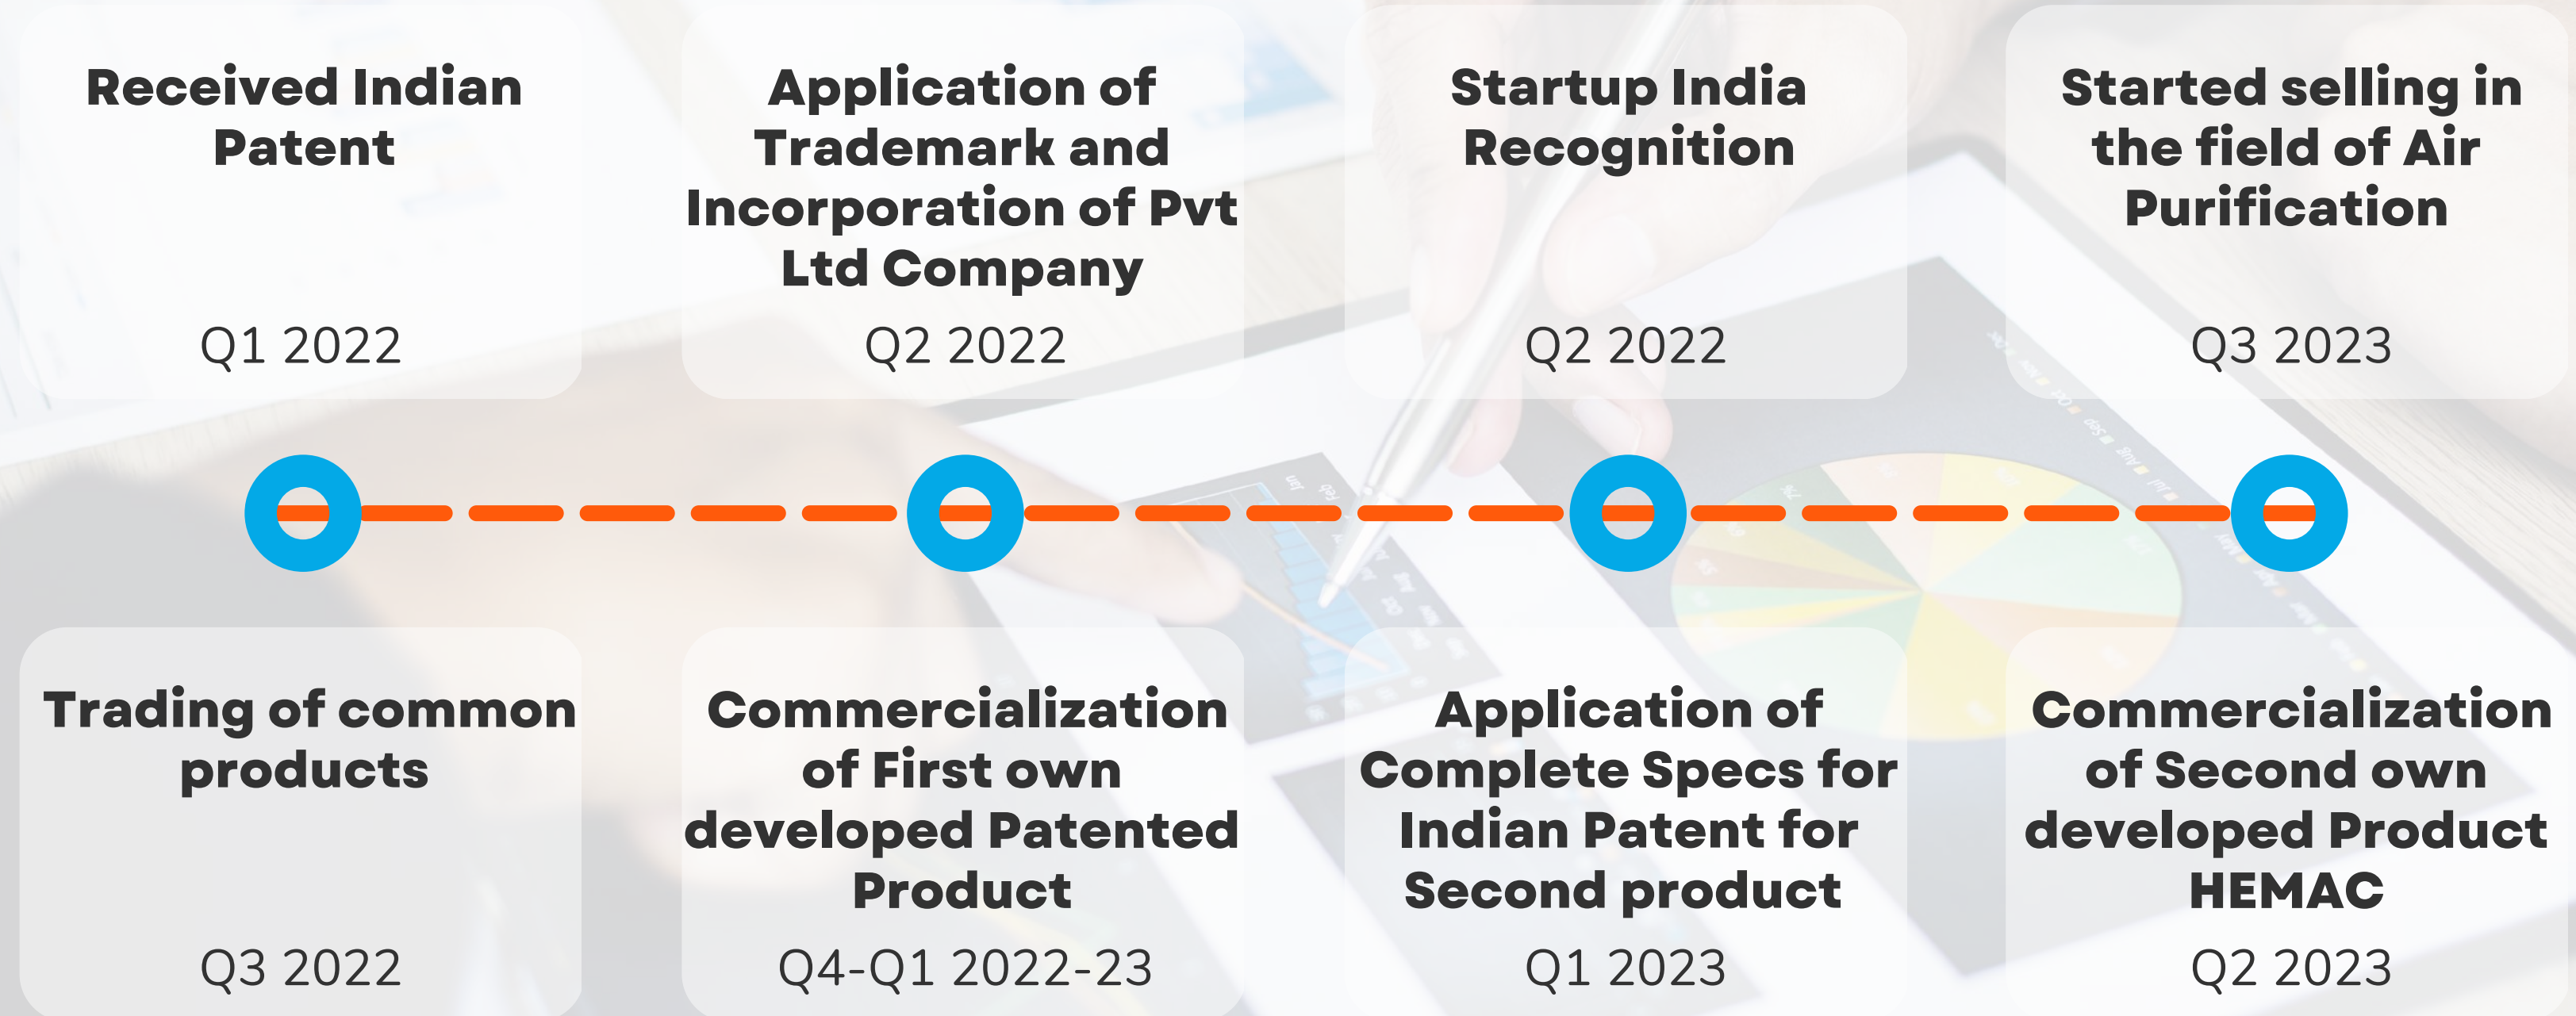 Received Indian
Patent
Q1 2022
Application of
Trademark and
Incorporation of Pvt
Ltd Company
Q2 2022
Startup India
Recognition
Q2 2022
Started selling in
the field of Air
Purification
Q3 2023
Trading of common
products
Q3 2022
Commercialization
of First own
developed Patented
Product
Q4-Q1 2022-23
Application of
Complete Specs for
Indian Patent for
Second product
Q1 2023
Commercialization
of Second own
developed Product
HEMAC
Q2 2023